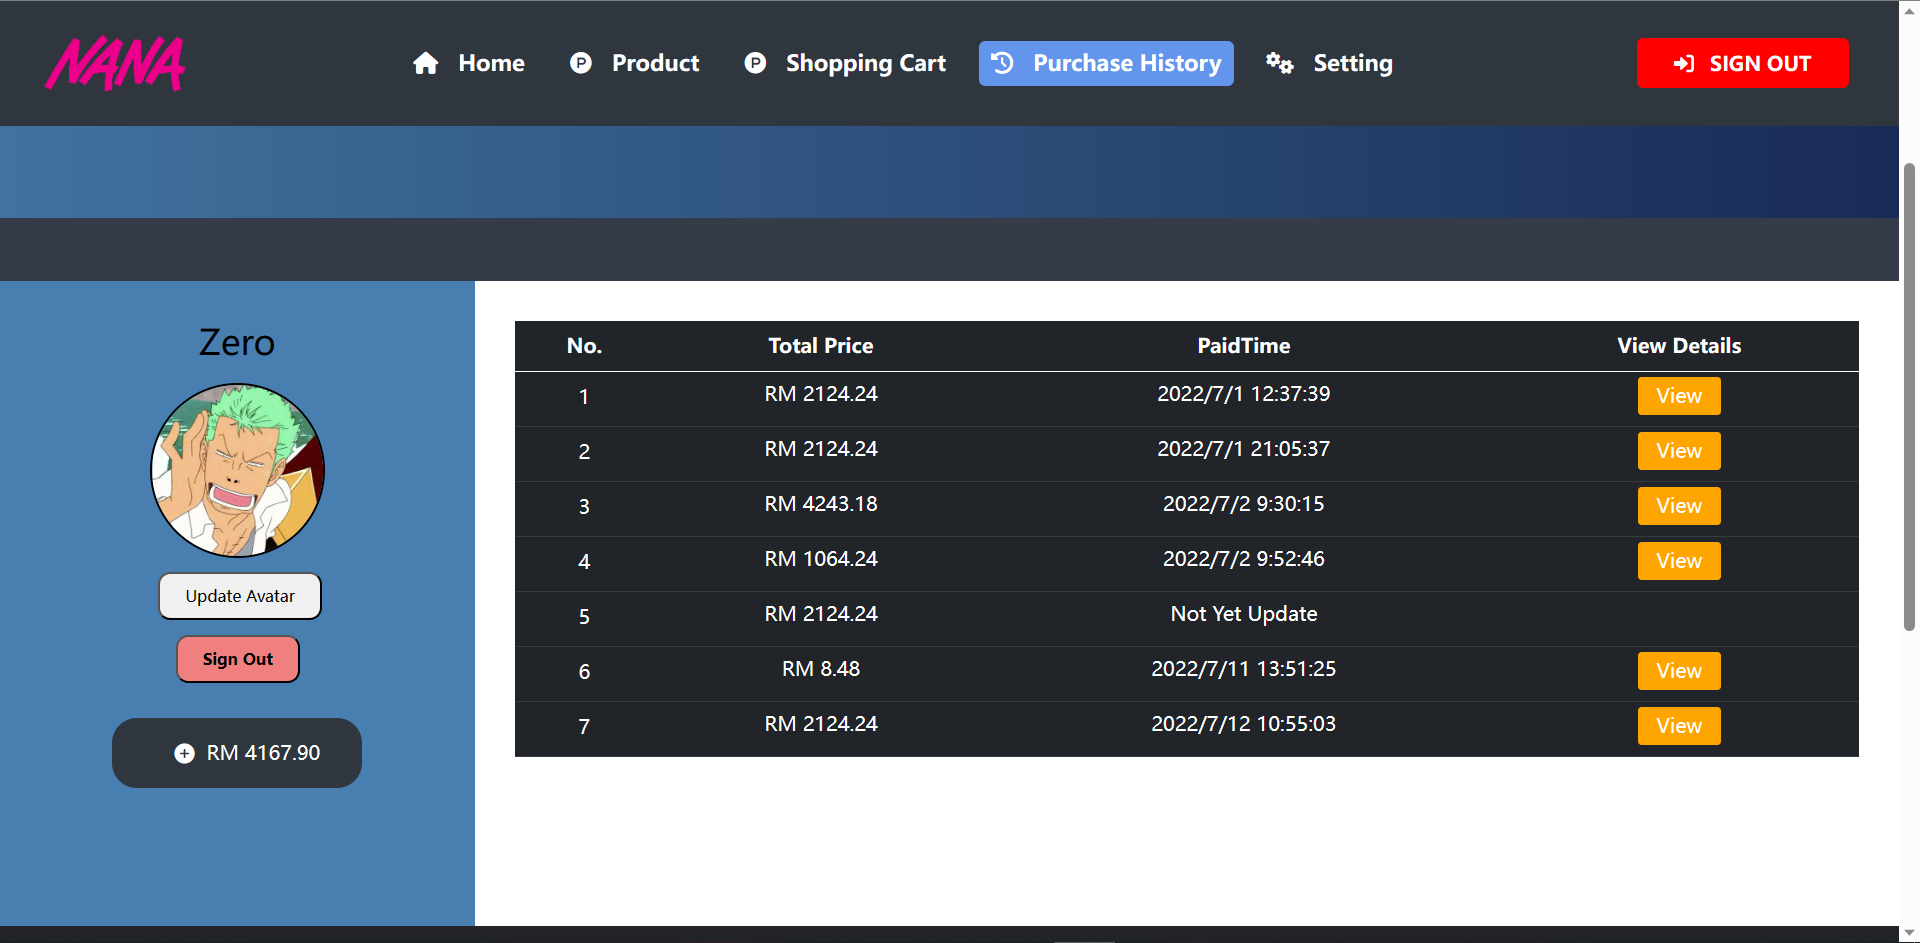 NANA
Home Product Shopping Cart Purchase History Setting SIGN OUT
Zero
Update Avatar
Sign Out
RM 4167.90
No. Total Price PaidTime View Details
1 RM 2124.24 2022/7/1 12:37:39 View
2 RM 2124.24 2022/7/1 21:05:37 View
3 RM 4243.18 2022/7/2 9:30:15 View
4 RM 1064.24 2022/7/2 9:52:46 View
5 RM 2124.24 Not Yet Update
6 RM 8.48 2022/7/11 13:51:25 View
7 RM 2124.24 2022/7/12 10:55:03 View